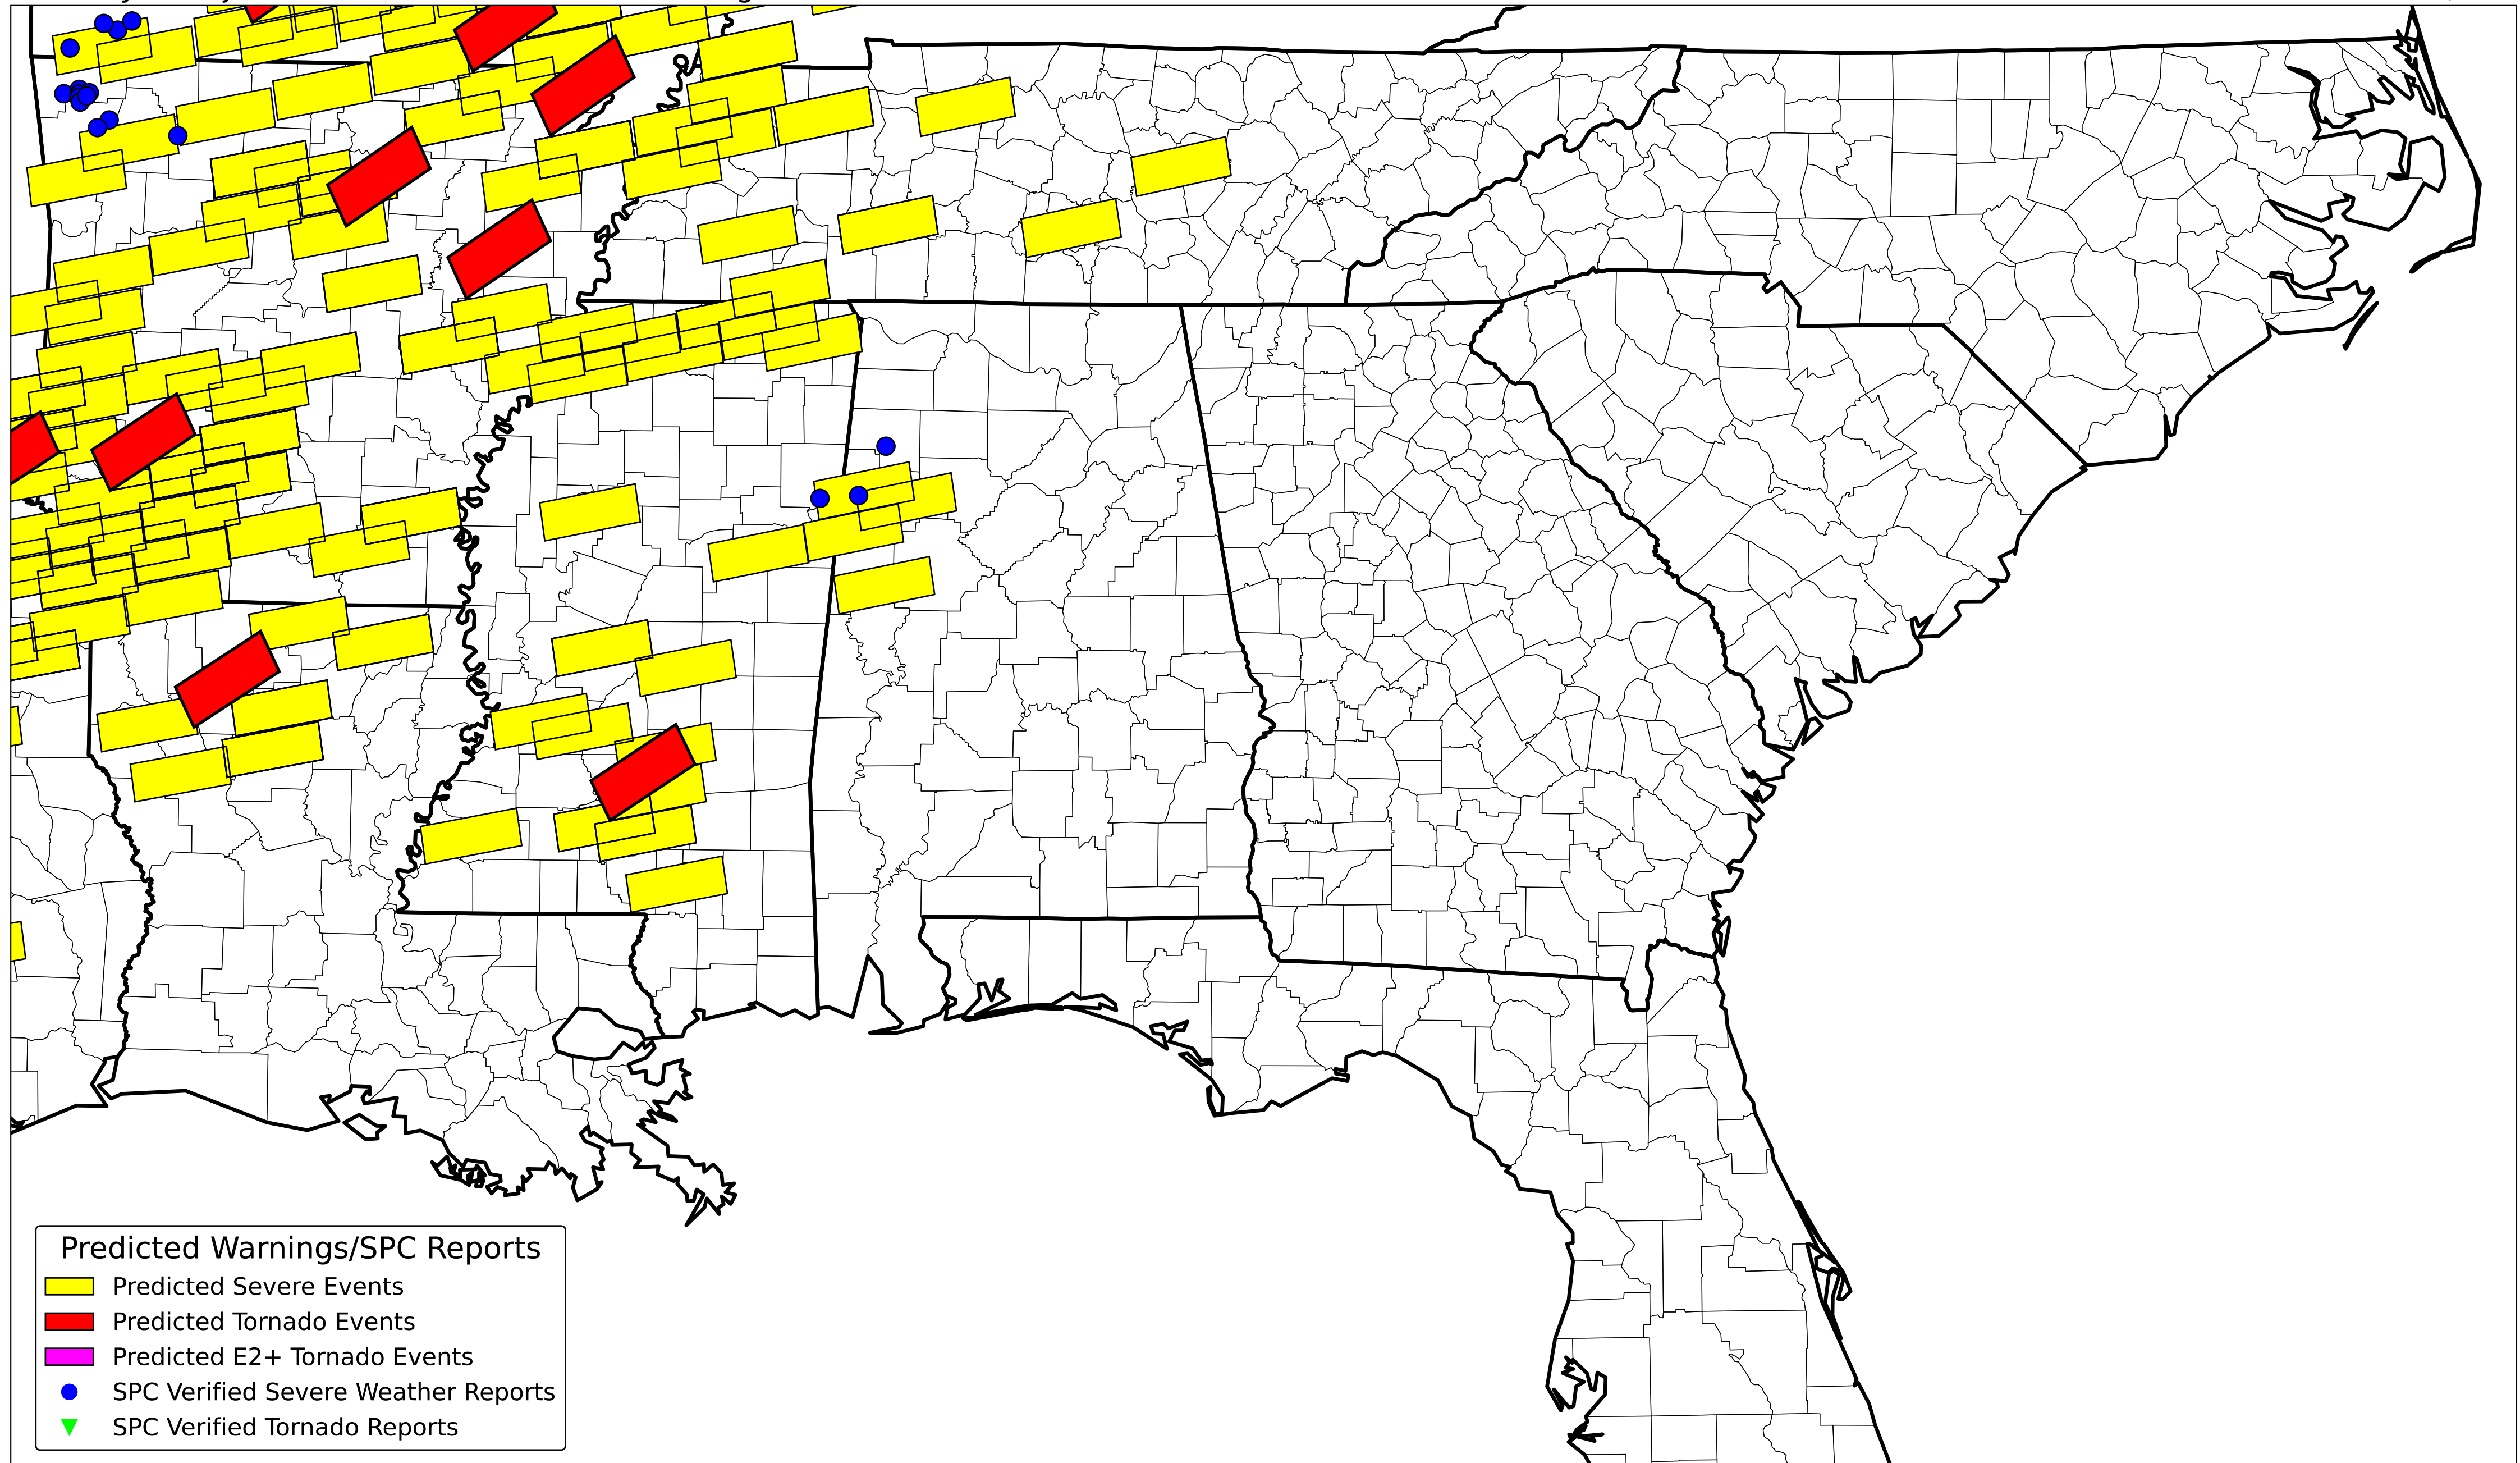 Predicted Warnings/SPC Reports
Predicted Severe Events
Predicted Tornado Events
Predicted E2+ Tornado Events
SPC Verified Severe Weather Reports
SPC Verified Tornado Reports